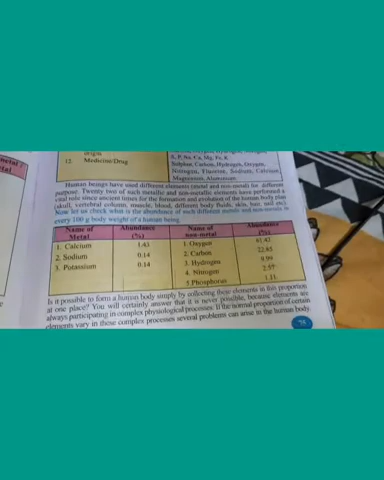 origin
S, P, Na, Ca, Mg, Fe, K
12. Medicine/Drug
Sulphur, Carbon, Hydrogen, Oxygen,
Nitrogen, Fluorine, Sodium, Calcium
Magnesium, Aluminium
Human beings have used different elements (metal and non-metal) for different
purpose. Twenty two of such metallic and non-metallic elements have performed a
vital role since ancient times for the formation and evolution of the human body plan
(skull, vertebral column, muscle, blood, different body fluids, skin, hair, nail etc).
Now let us check what is the abundance of such different metals and non-metals in
every 100 g body weight of a human being.
Name of Metal Abundance (%) Name of non-metal Abundance (%)
1. Calcium 1.43 1. Oxygen 61.43
2. Sodium 0.14 2. Carbon 22.85
3. Potassium 0.14 3. Hydrogen 9.99
4. Nitrogen 2.57
5.Phosphorus 1.11
Is it possible to form a human body simply by collecting these elements in this proportion
at one place? You will certainly answer that it is never possible, because elements are
always participating in complex physiological processes. If the normal proportion of certain
elements vary in these complex processes several problems can arise in the human body.